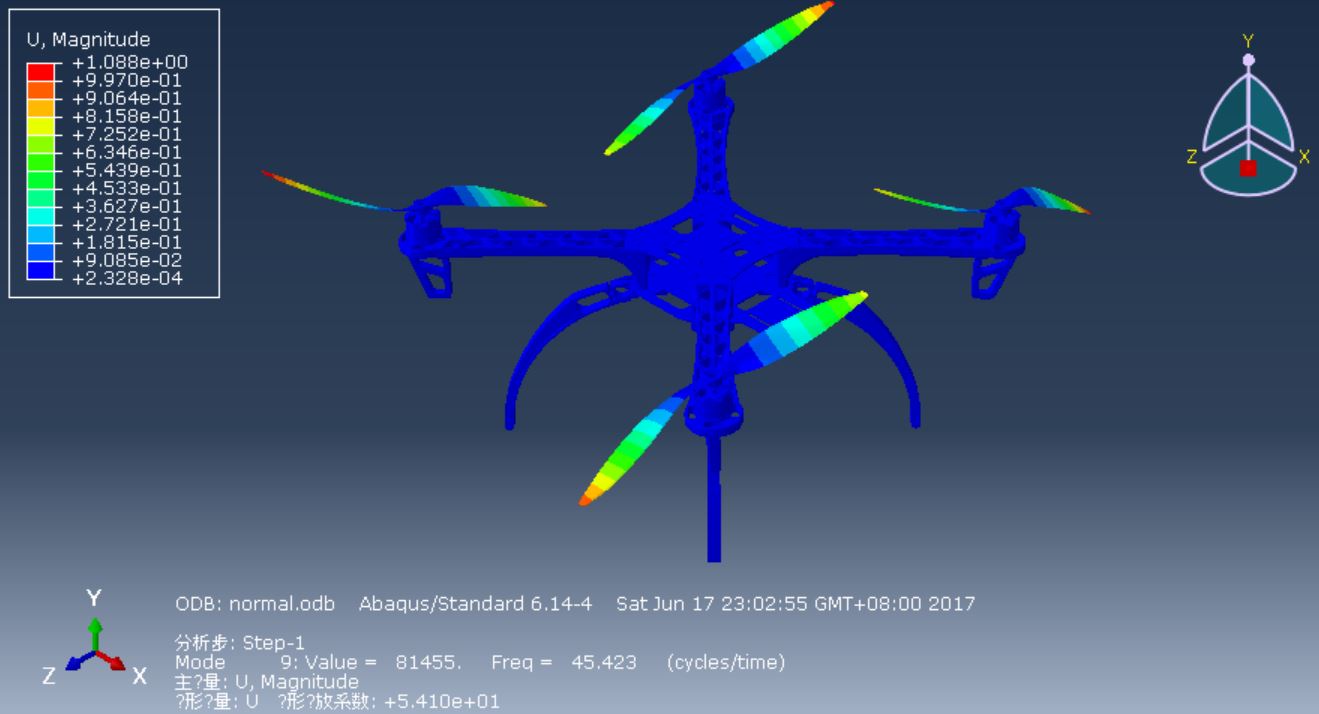 U, Magnitude
+1.088e+00
+9.970e-01
+9.064e-01
+8.158e-01
+7.252e-01
+6.346e-01
+5.439e-01
+4.533e-01
+3.627e-01
+2.721e-01
+1.815e-01
+9.085e-02
+2.328e-04
Y
Z
X
Y
Z
X
ODB: normal.odb Abaqus/Standard 6.14-4 Sat Jun 17 23:02:55 GMT+08:00 2017
分析步: Step-1
Mode 9: Value = 81455. Freq = 45.423 (cycles/time)
主?量: U, Magnitude
?形?量: U ?形?放系数: +5.410e+01